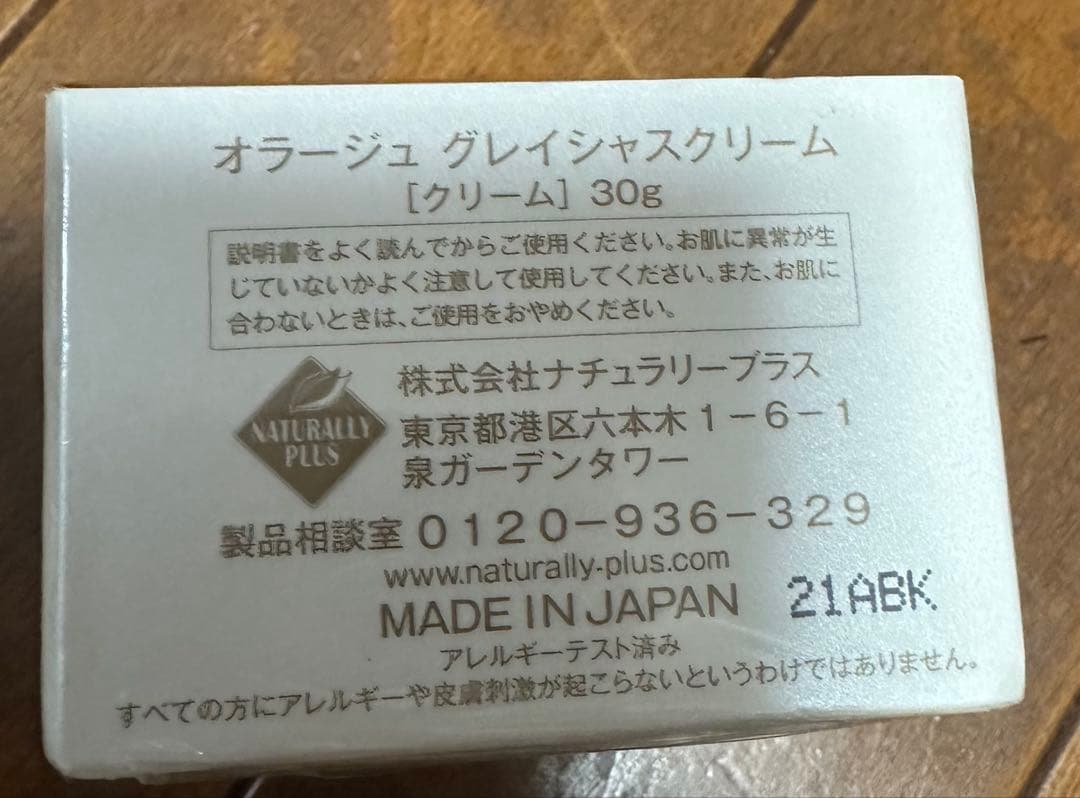 オラージュ グレイシャスクリーム
［クリーム］ 30g
説明書をよく読んでからご使用ください。お肌に異常が生
じていないかよく注意して使用してください。また、お肌に
合わないときは、ご使用をおやめください。
NATURALLY
PLUS
株式会社ナチュラリープラス
東京都港区六本木1-6-1
泉ガーデンタワー
製品相談室 0120-936-329
www.naturally-plus.com
MADE IN JAPAN 21ABK
アレルギーテスト済み
すべての方にアレルギーや皮膚刺激が起こらないというわけではありません。